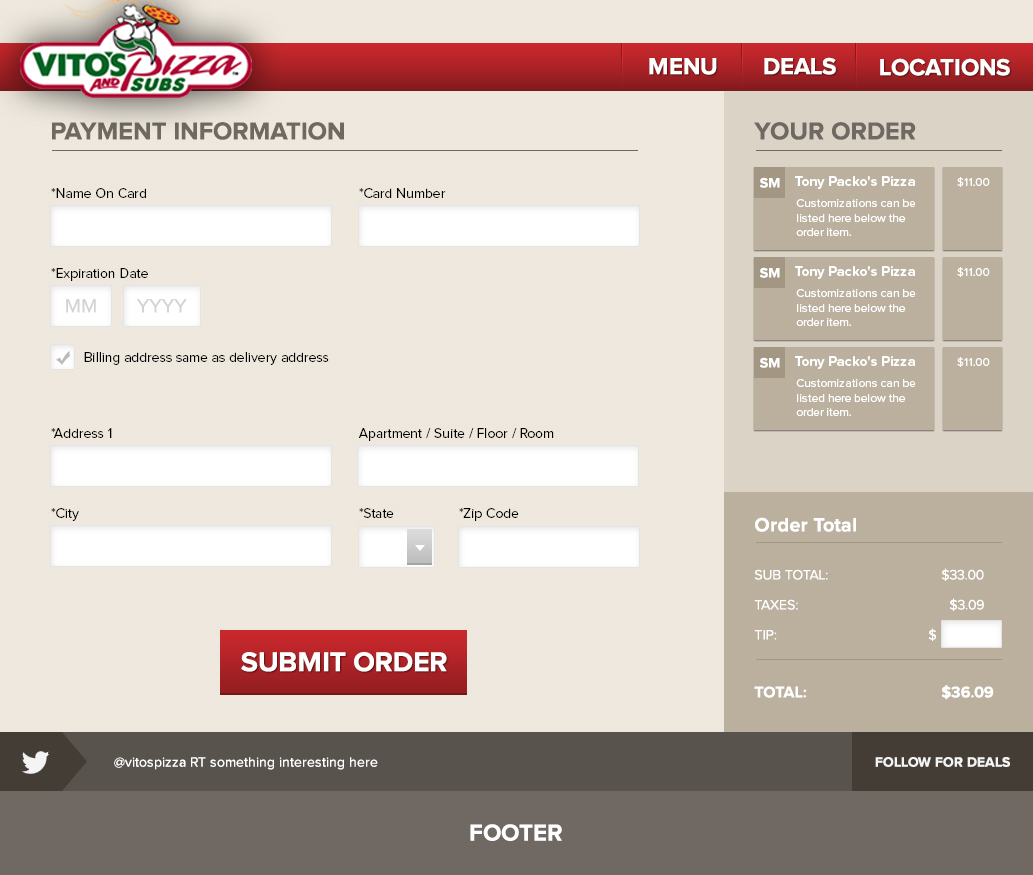 VITO'S Pizza
AND SUBS
MENU DEALS LOCATIONS
PAYMENT INFORMATION
*Name On Card *Card Number
*Expiration Date
MM YYYY
Billing address same as delivery address
*Address 1 Apartment / Suite / Floor / Room
*City *State *Zip Code
SUBMIT ORDER
YOUR ORDER
SM Tony Packo's Pizza $11.00
Customizations can be
listed here below the
order item.
SM Tony Packo's Pizza $11.00
Customizations can be
listed here below the
order item.
SM Tony Packo's Pizza $11.00
Customizations can be
listed here below the
order item.
Order Total
SUB TOTAL: $33.00
TAXES: $3.09
TIP: $
TOTAL: $36.09
@vitospizza RT something interesting here
FOLLOW FOR DEALS
FOOTER